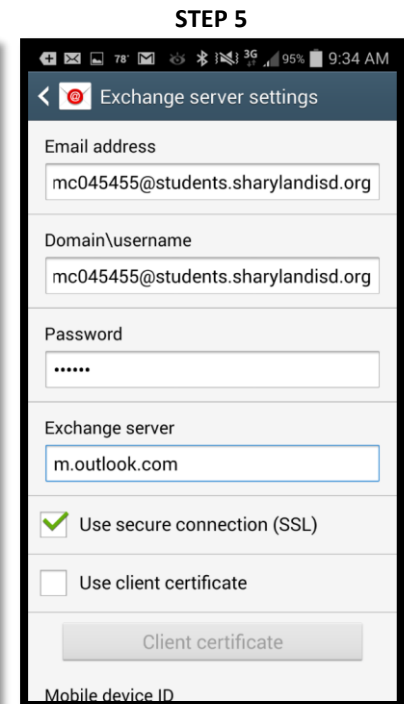 STEP 5
78° 3G 95% 9:34 AM
Exchange server settings
Email address
mc045455@students.sharylandisd.org
Domain\username
mc045455@students.sharylandisd.org
Password
••••••
Exchange server
m.outlook.com
Use secure connection (SSL)
Use client certificate
Client certificate
Mobile device ID